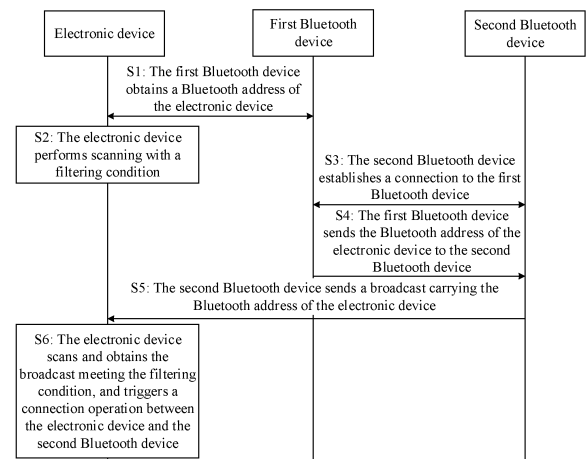 Electronic device
First Bluetooth
device
Second Bluetooth
device
S1: The first Bluetooth device
obtains a Bluetooth address of
the electronic device
S2: The electronic device
performs scanning with a
filtering condition
S3: The second Bluetooth device
establishes a connection to the first
Bluetooth device
S4: The first Bluetooth device
sends the Bluetooth address of the
electronic device to the second
Bluetooth device
S5: The second Bluetooth device sends a broadcast carrying the
Bluetooth address of the electronic device
S6: The electronic device
scans and obtains the
broadcast meeting the filtering
condition, and triggers a
connection operation between
the electronic device and the
second Bluetooth device